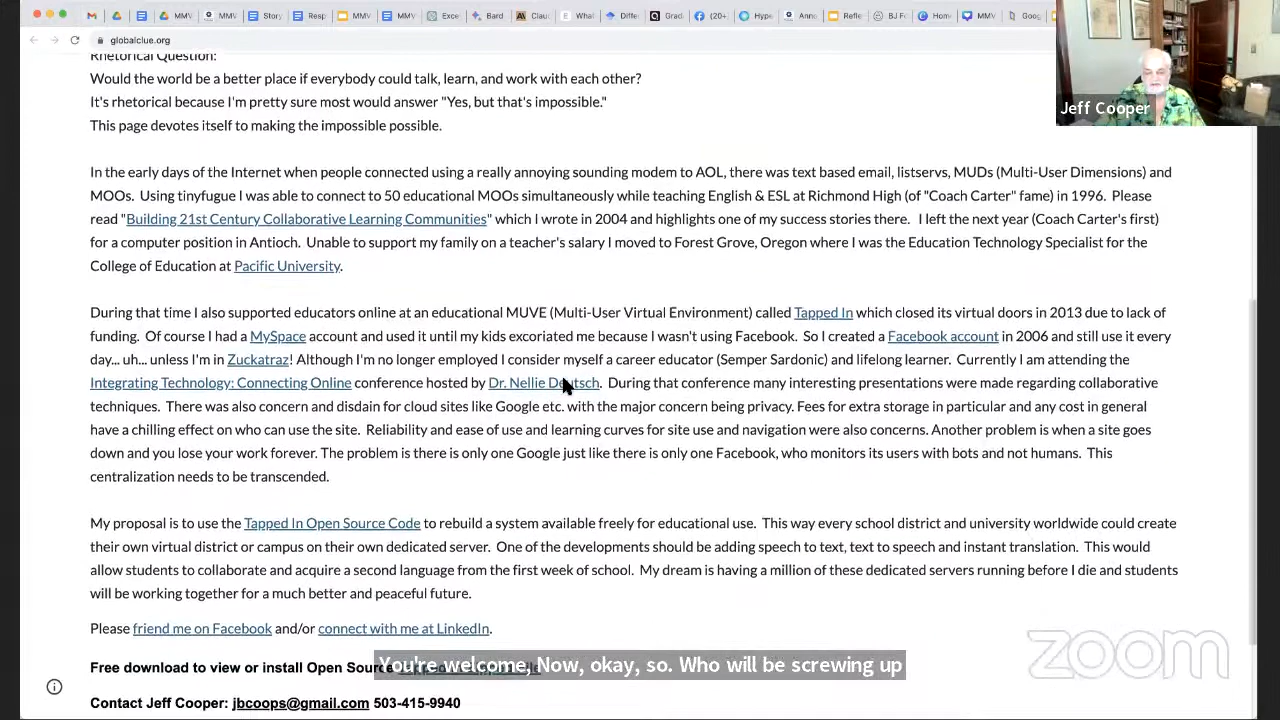 MMV
Stor
Resp
MMV
MMV
Exce
Bard
Clau
What
Diffe
Grad
(20+
Hype
Anno
Refle
BJ Fo
Home
MMV
Goog
globalclue.org
Rhetorical Question:
Would the world be a better place if everybody could talk, learn, and work with each other?
It's rhetorical because I'm pretty sure most would answer "Yes, but that's impossible."
This page devotes itself to making the impossible possible.
In the early days of the Internet when people connected using a really annoying sounding modem to AOL, there was text based email, listservs, MUDs (Multi-User Dimensions) and
MOOs. Using tinyfugue I was able to connect to 50 educational MOOs simultaneously while teaching English & ESL at Richmond High (of "Coach Carter" fame) in 1996. Please
read "Building 21st Century Collaborative Learning Communities" which I wrote in 2004 and highlights one of my success stories there. I left the next year (Coach Carter's first)
for a computer position in Antioch. Unable to support my family on a teacher's salary I moved to Forest Grove, Oregon where I was the Education Technology Specialist for the
College of Education at Pacific University.
During that time I also supported educators online at an educational MUVE (Multi-User Virtual Environment) called Tapped In which closed its virtual doors in 2013 due to lack of
funding. Of course I had a MySpace account and used it until my kids excoriated me because I wasn't using Facebook. So I created a Facebook account in 2006 and still use it every
day... uh... unless I'm in Zuckatraz! Although I'm no longer employed I consider myself a career educator (Semper Sardonic) and lifelong learner. Currently I am attending the
Integrating Technology: Connecting Online conference hosted by Dr. Nellie Deutsch. During that conference many interesting presentations were made regarding collaborative
techniques. There was also concern and disdain for cloud sites like Google etc. with the major concern being privacy. Fees for extra storage in particular and any cost in general
have a chilling effect on who can use the site. Reliability and ease of use and learning curves for site use and navigation were also concerns. Another problem is when a site goes
down and you lose your work forever. The problem is there is only one Google just like there is only one Facebook, who monitors its users with bots and not humans. This
centralization needs to be transcended.
My proposal is to use the Tapped In Open Source Code to rebuild a system available freely for educational use. This way every school district and university worldwide could create
their own virtual district or campus on their own dedicated server. One of the developments should be adding speech to text, text to speech and instant translation. This would
allow students to collaborate and acquire a second language from the first week of school. My dream is having a million of these dedicated servers running before I die and students
will be working together for a much better and peaceful future.
Please friend me on Facebook and/or connect with me at LinkedIn.
Free download to view or install Open Source
You're welcome, Now, okay, so. Who will be screwing up
Contact Jeff Cooper: jbcoops@gmail.com 503-415-9940
Jeff Cooper
zoom